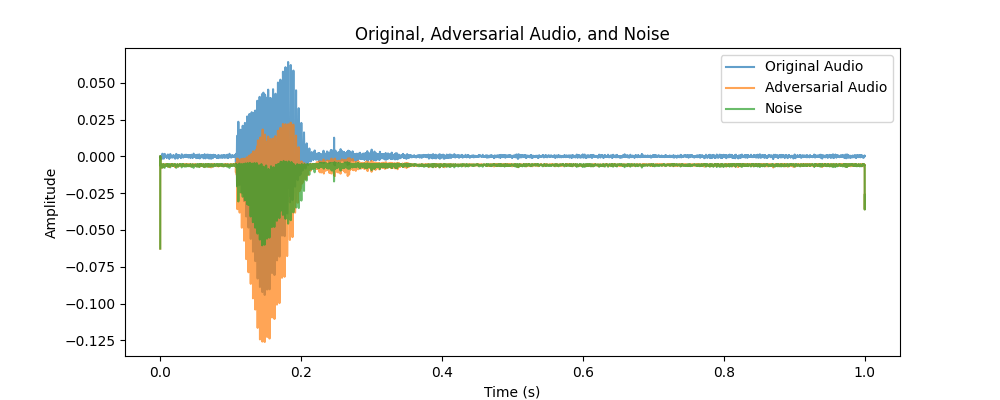 Original, Adversarial Audio, and Noise
Original Audio
Adversarial Audio
Noise
Amplitude
0.050
0.025
0.000
−0.025
−0.050
−0.075
−0.100
−0.125
0.0 0.2 0.4 0.6 0.8 1.0
Time (s)